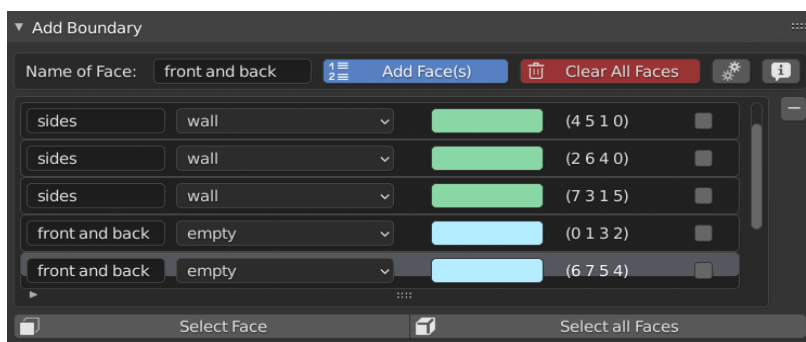 Add Boundary
Name of Face: front and back Add Face(s) Clear All Faces
sides wall (4 5 1 0)
sides wall (2 6 4 0)
sides wall (7 3 1 5)
front and back empty (0 1 3 2)
front and back empty (6 7 5 4)
Select Face Select all Faces